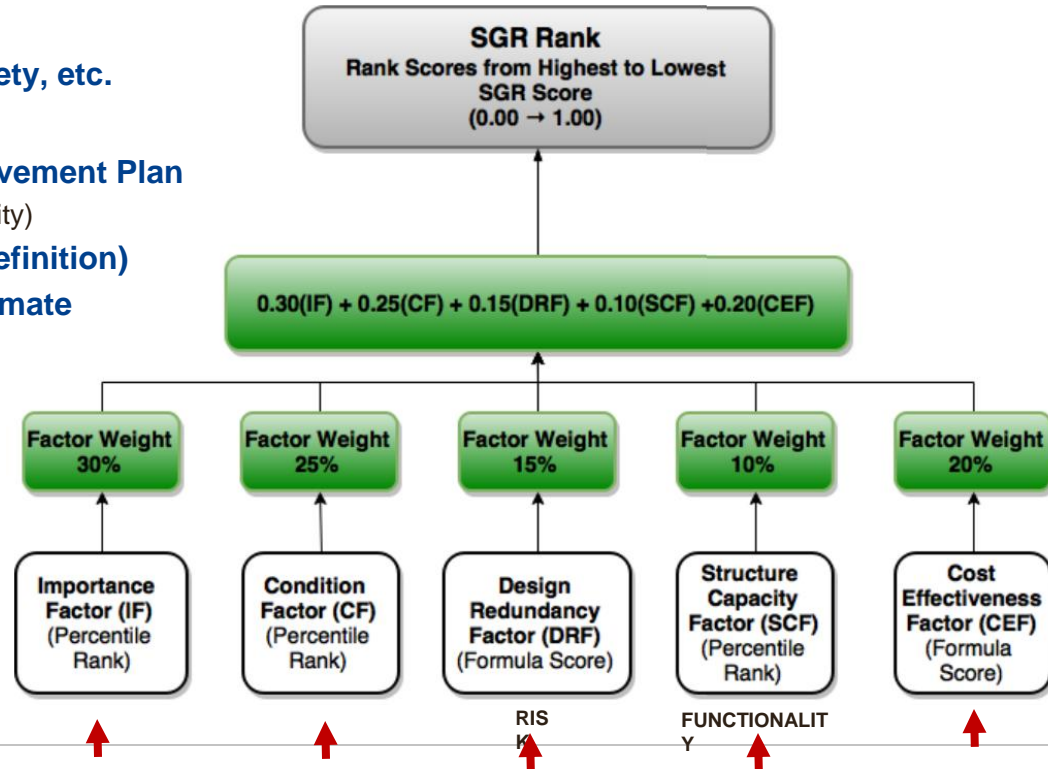 ety, etc.
vement Plan
ity)
efinition)
mate
SGR Rank
Rank Scores from Highest to Lowest
SGR Score
(0.00 → 1.00)
0.30(IF) + 0.25(CF) + 0.15(DRF) + 0.10(SCF) +0.20(CEF)
Factor Weight
30%
Factor Weight
25%
Factor Weight
15%
Factor Weight
10%
Factor Weight
20%
Importance
Factor (IF)
(Percentile
Rank)
Condition
Factor (CF)
(Percentile
Rank)
Design
Redundancy
Factor (DRF)
(Formula Score)
Structure
Capacity
Factor (SCF)
(Percentile
Rank)
Cost
Effectiveness
Factor (CEF)
(Formula
Score)
RIS
K
FUNCTIONALIT
Y